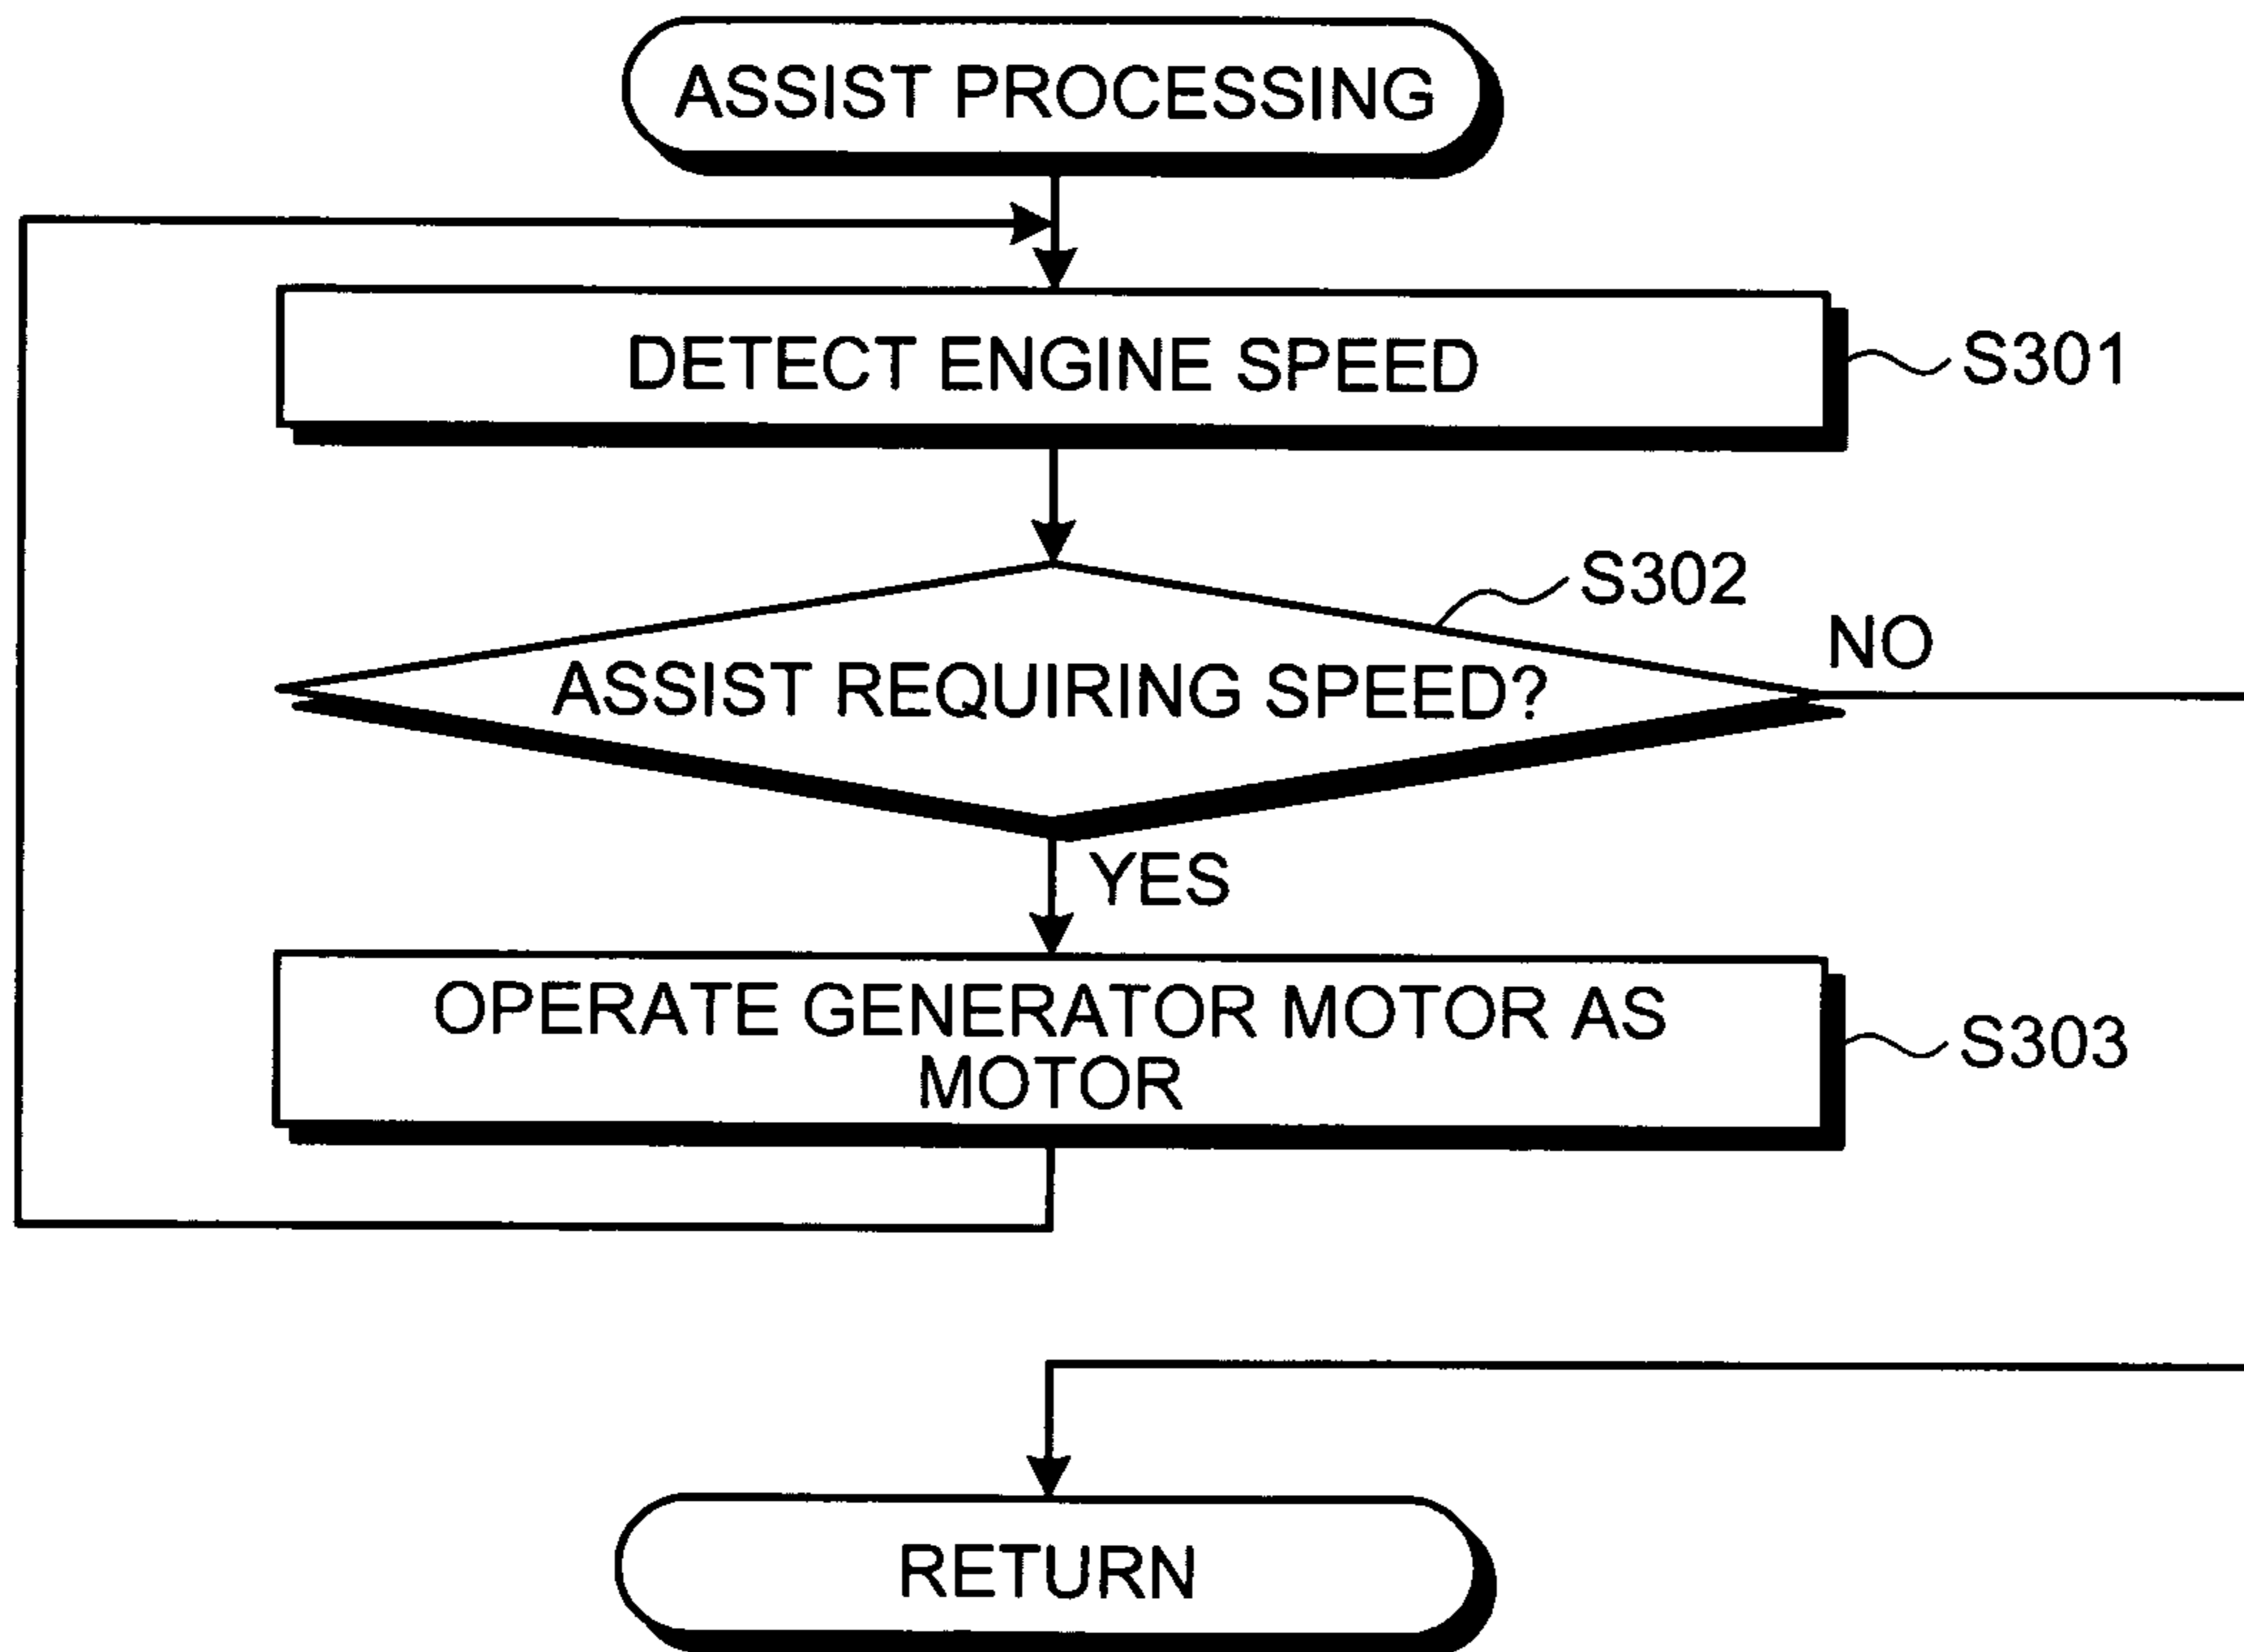 ASSIST PROCESSING
DETECT ENGINE SPEED
S301
S302
ASSIST REQUIRING SPEED?
NO
YES
OPERATE GENERATOR MOTOR AS
MOTOR
S303
RETURN